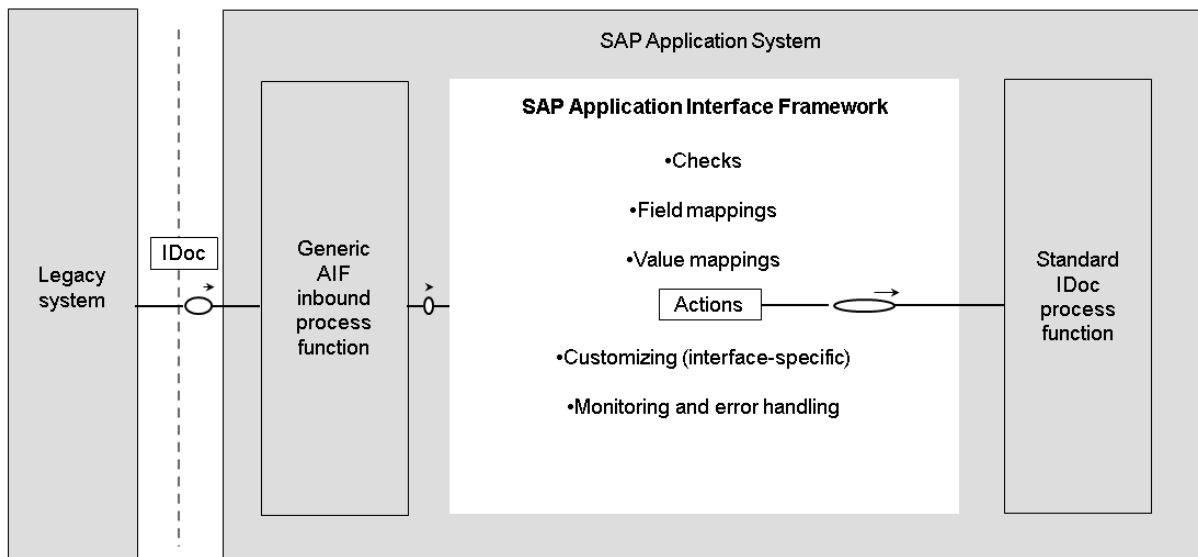 SAP Application System
SAP Application Interface Framework
•Checks
•Field mappings
•Value mappings
Actions
•Customizing (interface-specific)
•Monitoring and error handling
Legacy
system
IDoc
Generic
AIF
inbound
process
function
Standard
IDoc
process
function